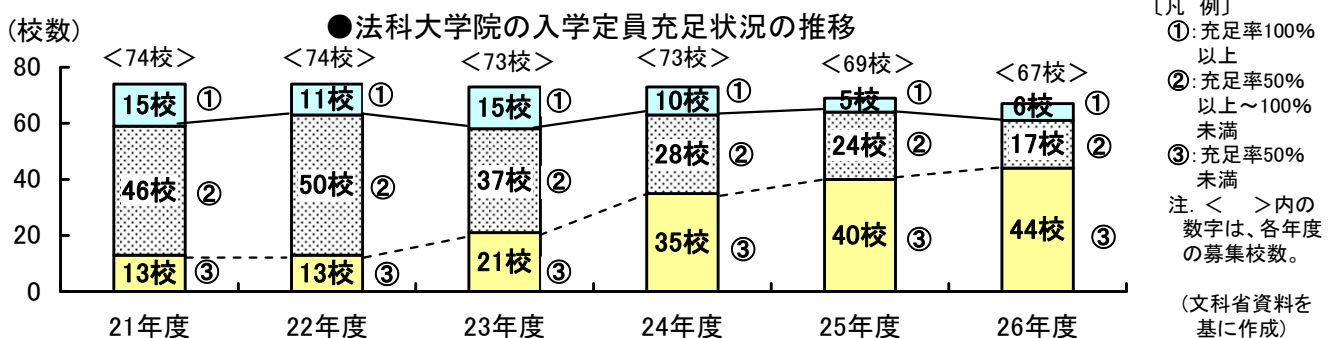 ●法科大学院の入学定員充足状況の推移
(校数)
＜74校＞ ＜74校＞ ＜73校＞ ＜73校＞ ＜69校＞ ＜67校＞
80
60
40
20
0
15校 ① 11校 ① 15校 ① 10校 ① 5校 ① 6校 ①
46校 ② 50校 ② 37校 ② 28校 ② 24校 ② 17校 ②
13校 ③ 13校 ③ 21校 ③ 35校 ③ 40校 ③ 44校 ③
21年度 22年度 23年度 24年度 25年度 26年度
〔凡 例〕
①:充足率100%
以上
②:充足率50%
以上～100%
未満
③:充足率50%
未満
注.＜ ＞内の
数字は、各年度
の募集校数。
(文科省資料を
基に作成)